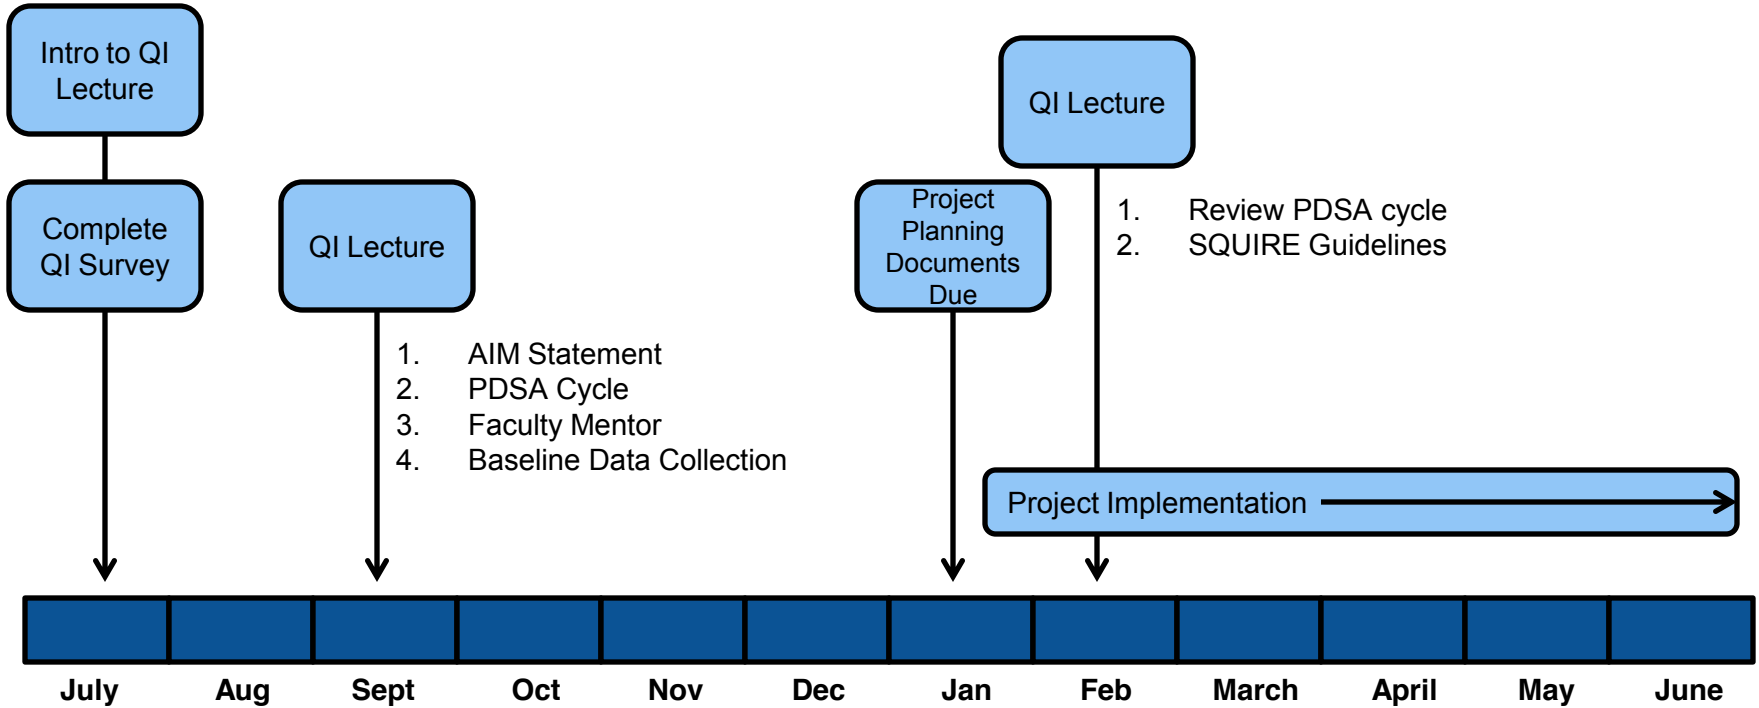 Intro to QI
Lecture
Complete
QI Survey
QI Lecture
1. AIM Statement
2. PDSA Cycle
3. Faculty Mentor
4. Baseline Data Collection
Project
Planning
Documents
Due
QI Lecture
1. Review PDSA cycle
2. SQUIRE Guidelines
Project Implementation
July Aug Sept Oct Nov Dec Jan Feb March April May June